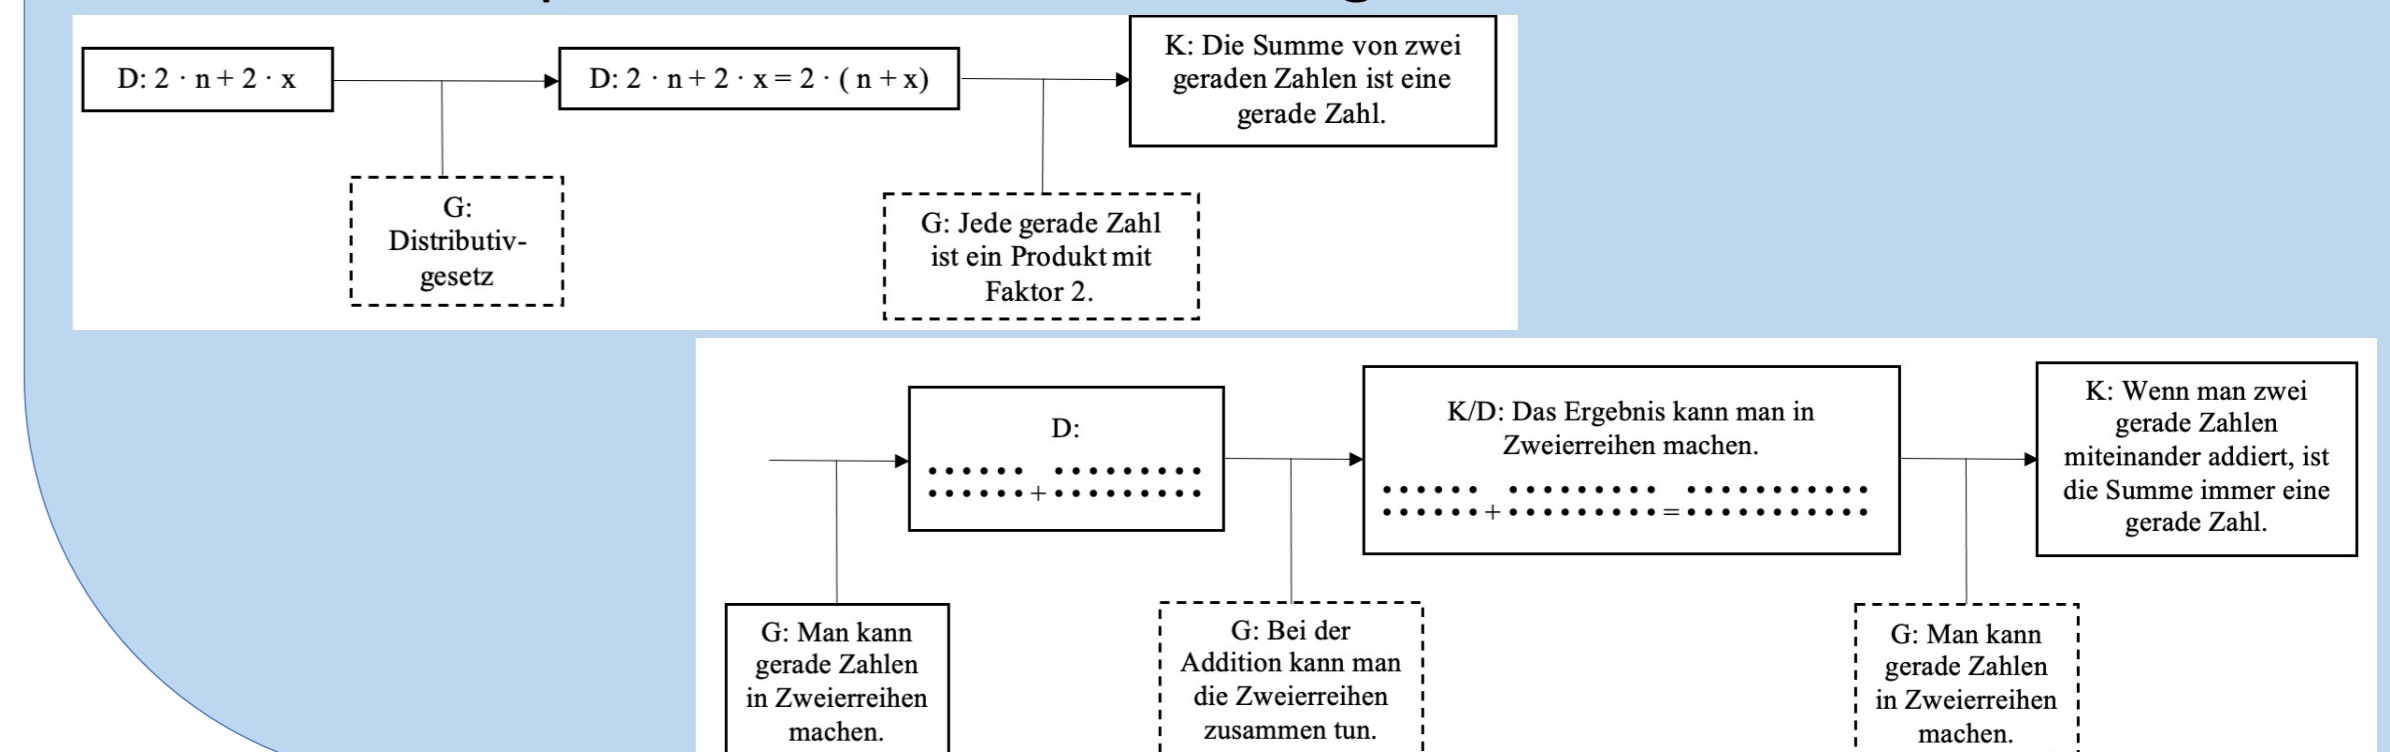 D: 2 · n + 2 · x
D: 2 · n + 2 · x = 2 · ( n + x)
K: Die Summe von zwei
geraden Zahlen ist eine
gerade Zahl.
G:
Distributiv-
gesetz
G: Jede gerade Zahl
ist ein Produkt mit
Faktor 2.
D:
+
K/D: Das Ergebnis kann man in
Zweierreihen machen.
+ =
K: Wenn man zwei
gerade Zahlen
miteinander addiert, ist
die Summe immer eine
gerade Zahl.
G: Man kann
gerade Zahlen
in Zweierreihen
machen.
G: Bei der
Addition kann man
die Zweierreihen
zusammen tun.
G: Man kann
gerade Zahlen
in Zweierreihen
machen.